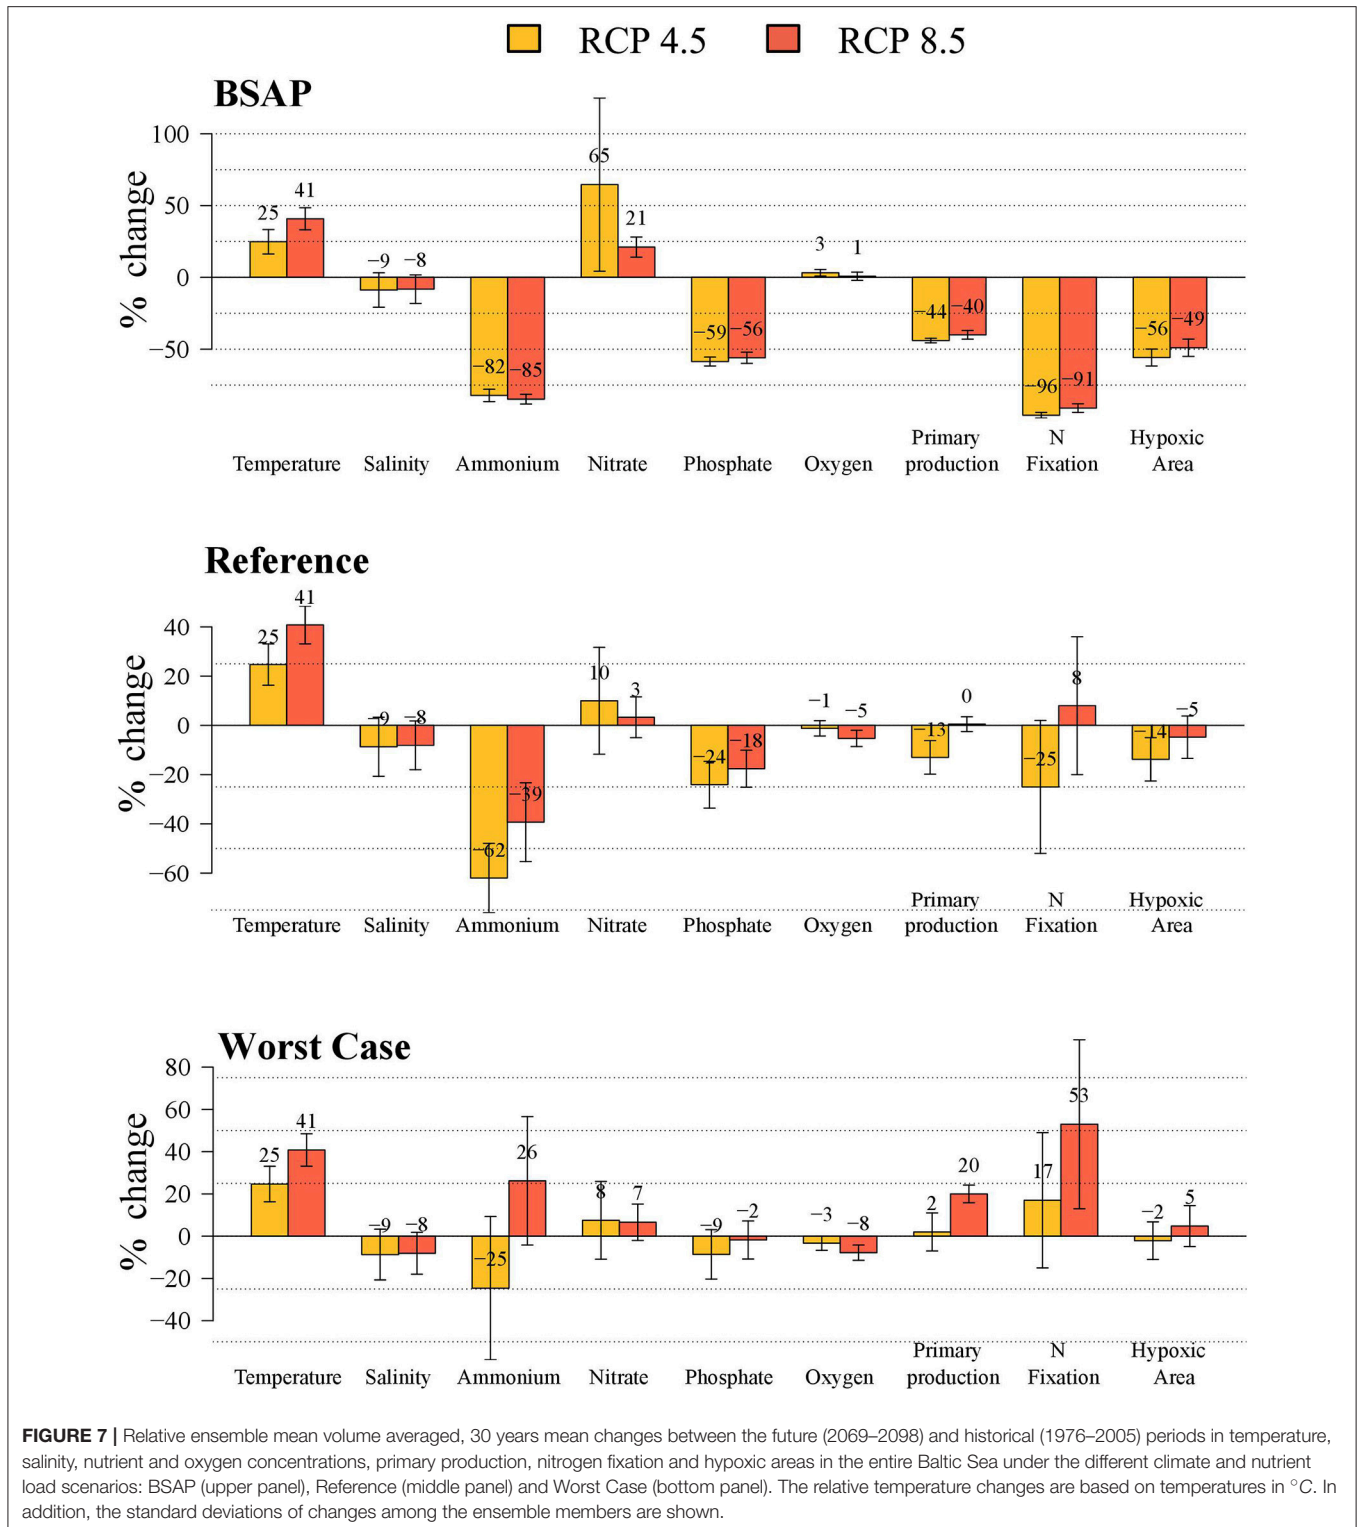 RCP 4.5 RCP 8.5
BSAP
% change
100
50
0
−50
25 41 −9 −8 −82 −85 65 21 −59 −56 3 1 −44 −40 −96 −91 −56 −49
Temperature Salinity Ammonium Nitrate Phosphate Oxygen Primary production N Fixation Hypoxic Area
Reference
% change
40
20
0
−20
−40
−60
25 41 −9 −8 −62 −39 10 3 −24 −18 −1 −5 −13 0 −25 8 −14 −5
Temperature Salinity Ammonium Nitrate Phosphate Oxygen Primary production N Fixation Hypoxic Area
Worst Case
% change
80
60
40
20
0
−20
−40
25 41 −9 −8 −25 26 8 7 −9 −2 −3 −8 2 20 17 53 −2 5
Temperature Salinity Ammonium Nitrate Phosphate Oxygen Primary production N Fixation Hypoxic Area
FIGURE 7 | Relative ensemble mean volume averaged, 30 years mean changes between the future (2069–2098) and historical (1976–2005) periods in temperature,
salinity, nutrient and oxygen concentrations, primary production, nitrogen fixation and hypoxic areas in the entire Baltic Sea under the different climate and nutrient
load scenarios: BSAP (upper panel), Reference (middle panel) and Worst Case (bottom panel). The relative temperature changes are based on temperatures in °C. In
addition, the standard deviations of changes among the ensemble members are shown.